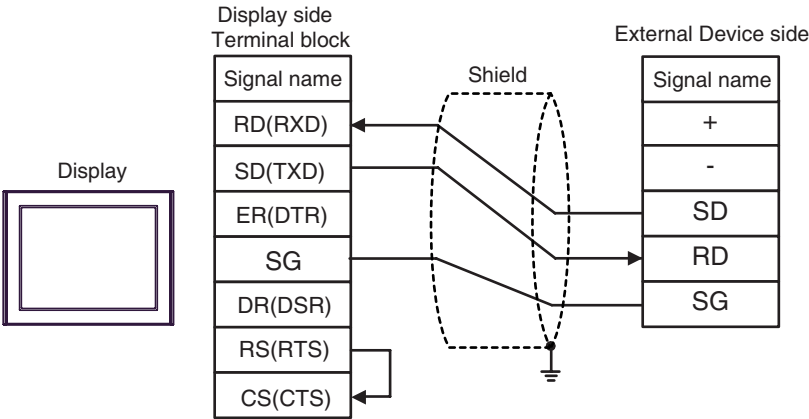 Display side
Terminal block
External Device side
Signal name
Shield
Signal name
RD(RXD)
+
SD(TXD)
-
Display
ER(DTR)
SD
SG
RD
DR(DSR)
SG
RS(RTS)
CS(CTS)